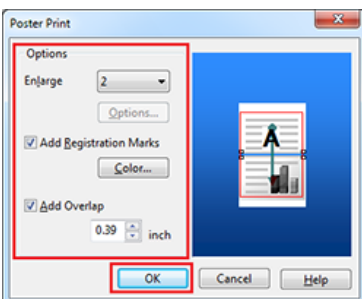 Poster Print
Options
Enlarge 2
Options...
Add Registration Marks
Color...
Add Overlap
0.39 inch
A
OK Cancel Help